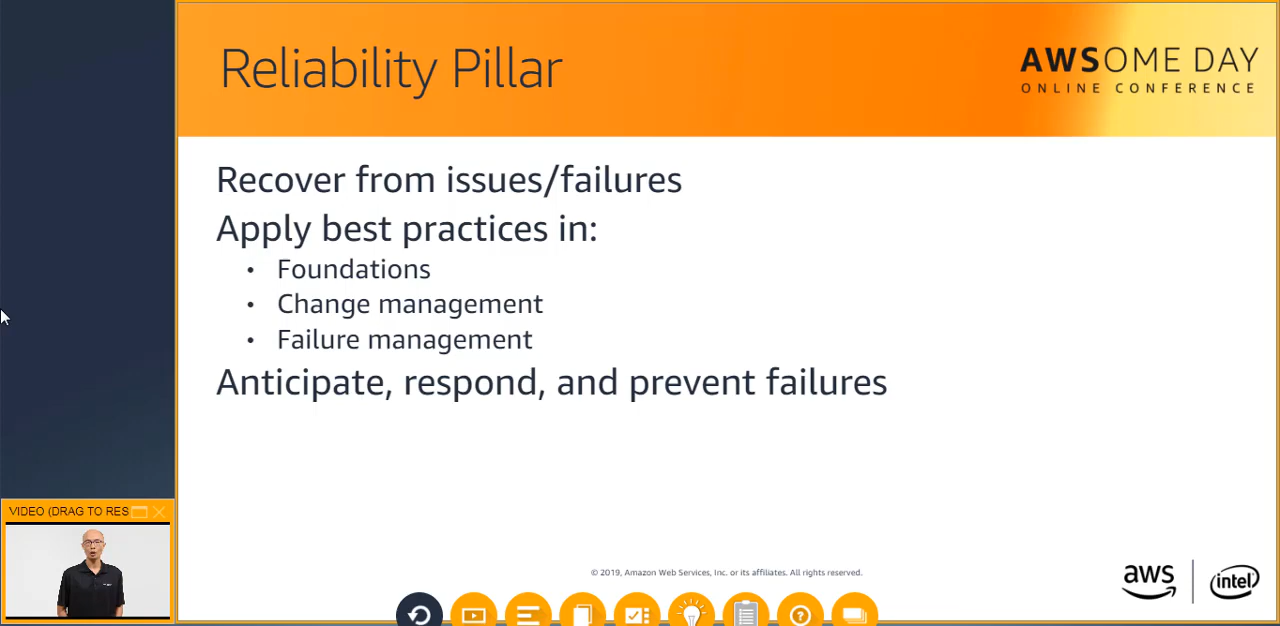 Reliability Pillar
AWSOME DAY
ONLINE CONFERENCE
Recover from issues/failures
Apply best practices in:
• Foundations
• Change management
• Failure management
Anticipate, respond, and prevent failures
VIDEO (DRAG TO RES
© 2019, Amazon Web Services, Inc. or its affiliates. All rights reserved.
aws
intel